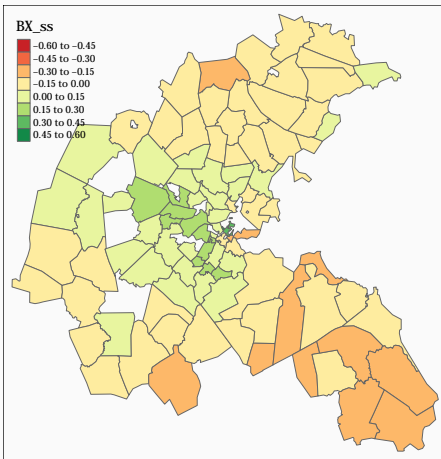 BX_ss
-0.60 to -0.45
-0.45 to -0.30
-0.30 to -0.15
-0.15 to 0.00
0.00 to 0.15
0.15 to 0.30
0.30 to 0.45
0.45 to 0.60